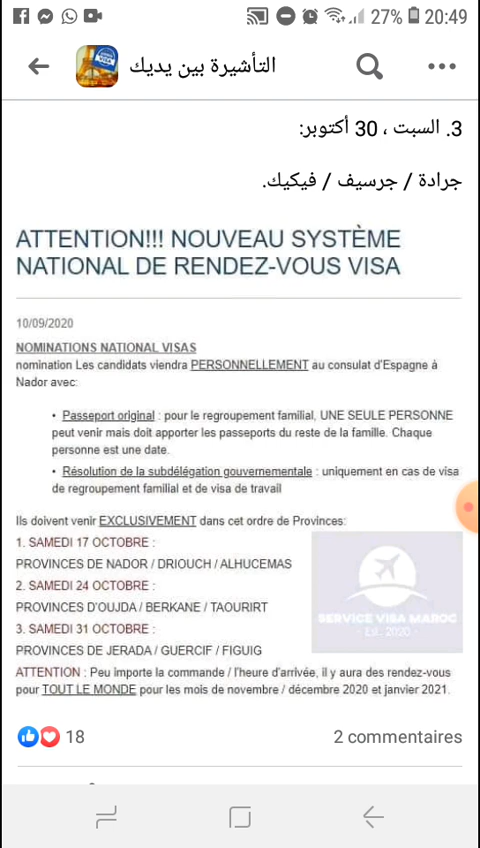 27% 20:49
التأشيرة بين يديك
3. السبت ، 30 أكتوبر:
جرادة / جرسيف / فيكيك.
ATTENTION!!! NOUVEAU SYSTÈME
NATIONAL DE RENDEZ-VOUS VISA
10/09/2020
NOMINATIONS NATIONAL VISAS
nomination Les candidats viendra PERSONNELLEMENT au consulat d'Espagne à
Nador avec:
• Passeport original : pour le regroupement familial, UNE SEULE PERSONNE
peut venir mais doit apporter les passeports du reste de la famille. Chaque
personne est une date.
• Résolution de la subdélégation gouvernementale : uniquement en cas de visa
de regroupement familial et de visa de travail
Ils doivent venir EXCLUSIVEMENT dans cet ordre de Provinces:
1. SAMEDI 17 OCTOBRE :
PROVINCES DE NADOR / DRIOUCH / ALHUCEMAS
2. SAMEDI 24 OCTOBRE :
PROVINCES D'OUJDA / BERKANE / TAOURIRT
3. SAMEDI 31 OCTOBRE :
PROVINCES DE JERADA / GUERCIF / FIGUIG
SERVICE VISA MAROC
- Est. 2020 -
ATTENTION : Peu importe la commande / l'heure d'arrivée, il y aura des rendez-vous
pour TOUT LE MONDE pour les mois de novembre / décembre 2020 et janvier 2021.
18
2 commentaires